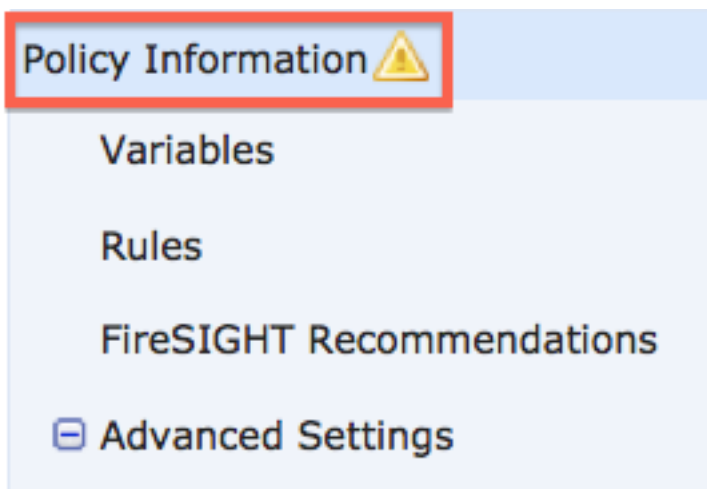 Policy Information
Variables
Rules
FireSIGHT Recommendations
Advanced Settings